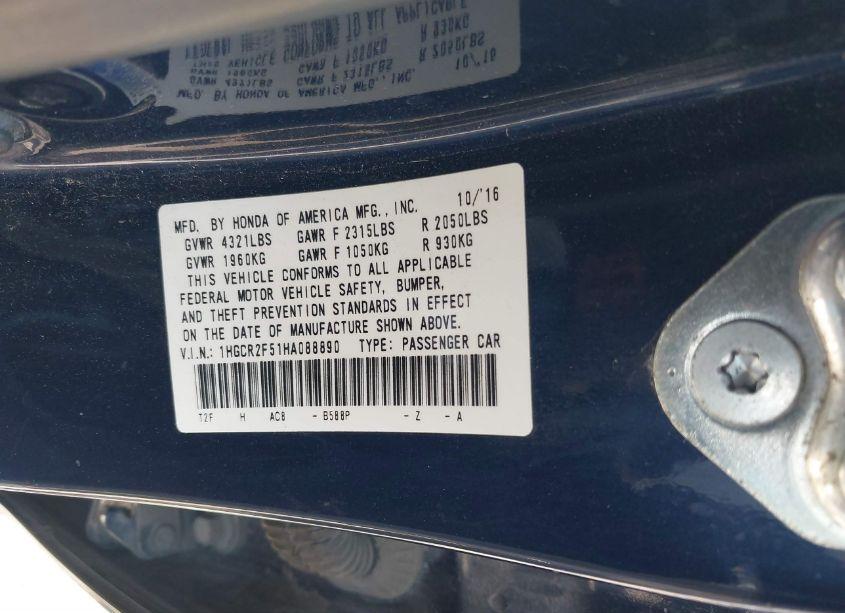 MFD. BY HONDA OF AMERICA MFG., INC. 10/'16
GVWR 4321LBS GAWR F 2315LBS R 2050LBS
GVWR 1960KG GAWR F 1050KG R 930KG
THIS VEHICLE CONFORMS TO ALL APPLICABLE
FEDERAL MOTOR VEHICLE SAFETY, BUMPER,
AND THEFT PREVENTION STANDARDS IN EFFECT
ON THE DATE OF MANUFACTURE SHOWN ABOVE.
V.I.N.: 1HGCR2F51HA088890 TYPE: PASSENGER CAR
T2F H AC0 - B588P - Z - A